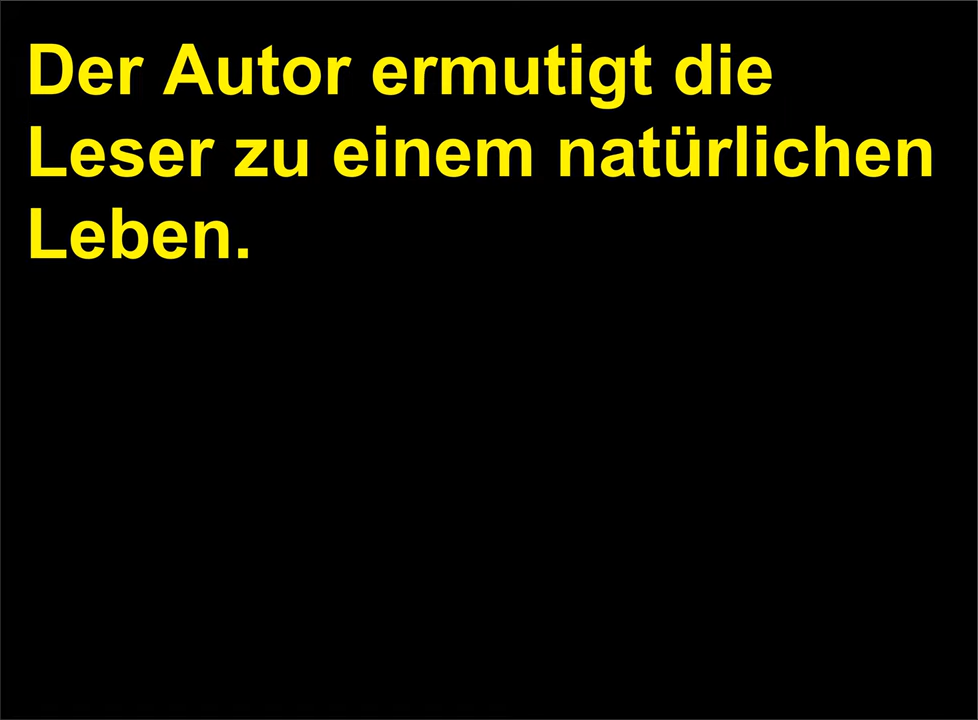 Der Autor ermutigt die
Leser zu einem natürlichen
Leben.